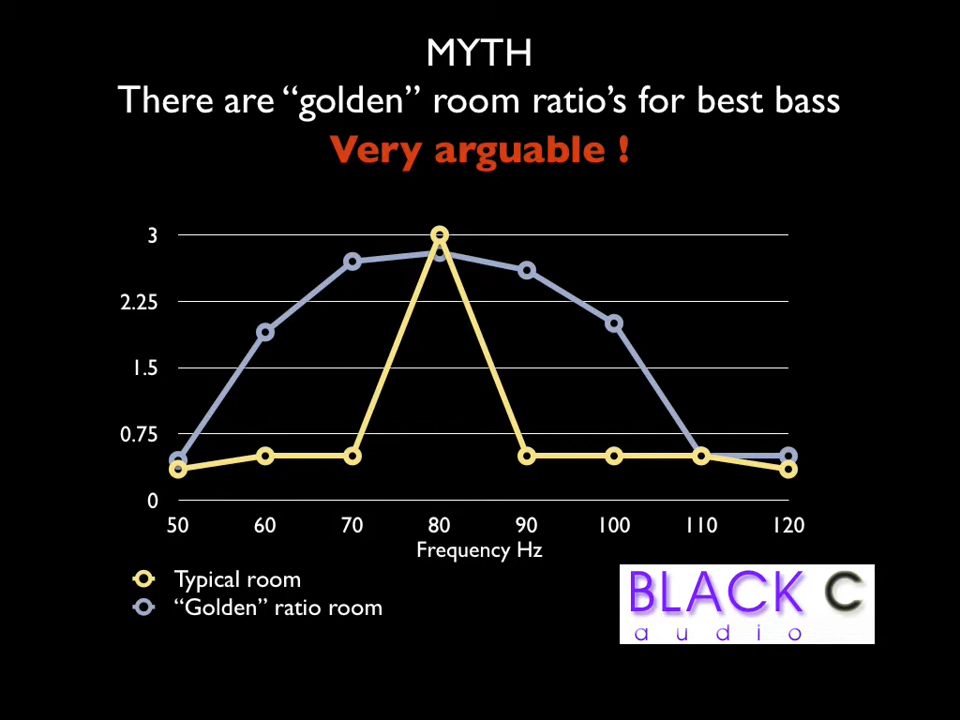 MYTH
There are “golden” room ratio’s for best bass
Very arguable !
3
2.25
1.5
0.75
0
50 60 70 80 90 100 110 120
Frequency Hz
Typical room
“Golden” ratio room
BLACK C
audio